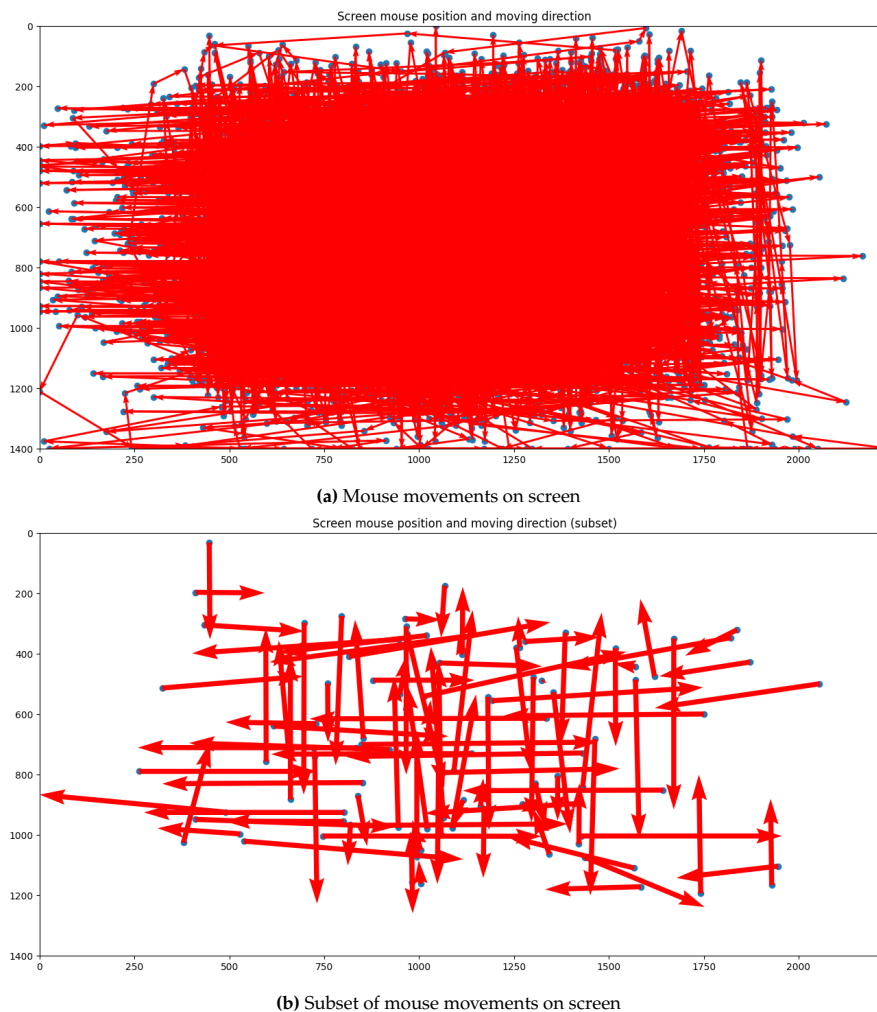 Screen mouse position and moving direction
0
200
400
600
800
1000
1200
1400
0 250 500 750 1000 1250 1500 1750 2000
(a) Mouse movements on screen
Screen mouse position and moving direction (subset)
0
200
400
600
800
1000
1200
1400
0 250 500 750 1000 1250 1500 1750 2000
(b) Subset of mouse movements on screen